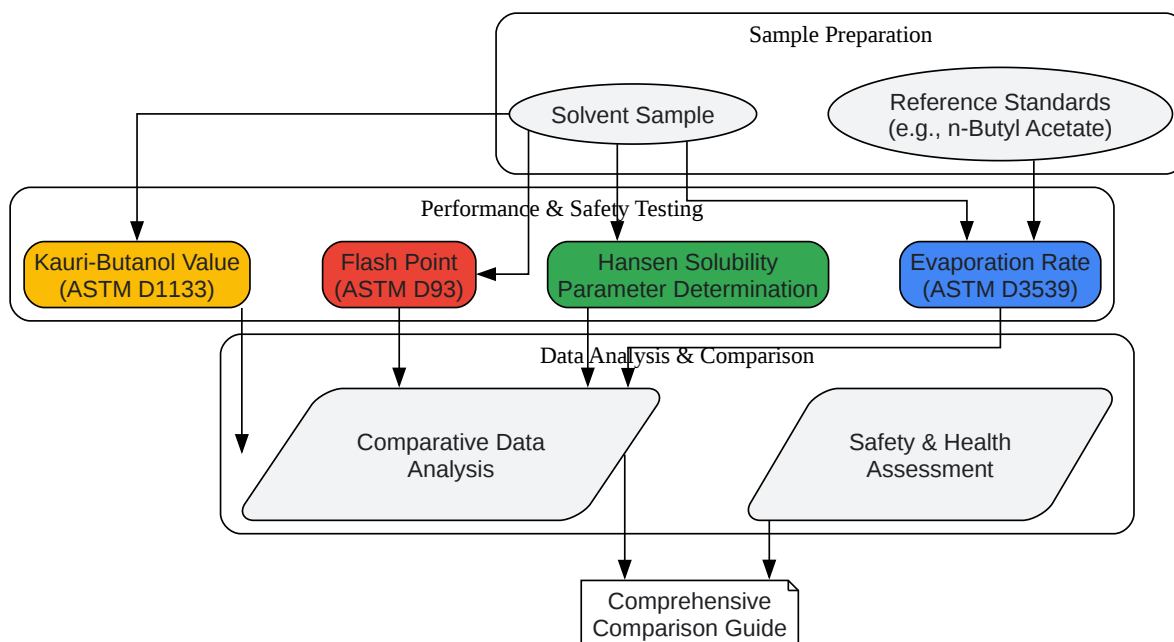 Sample Preparation
Solvent Sample
Reference Standards
(e.g., n-Butyl Acetate)
Performance & Safety Testing
Kauri-Butanol Value
(ASTM D1133)
Flash Point
(ASTM D93)
Hansen Solubility
Parameter Determination
Evaporation Rate
(ASTM D3539)
Data Analysis & Comparison
Comparative Data
Analysis
Safety & Health
Assessment
Comprehensive
Comparison Guide